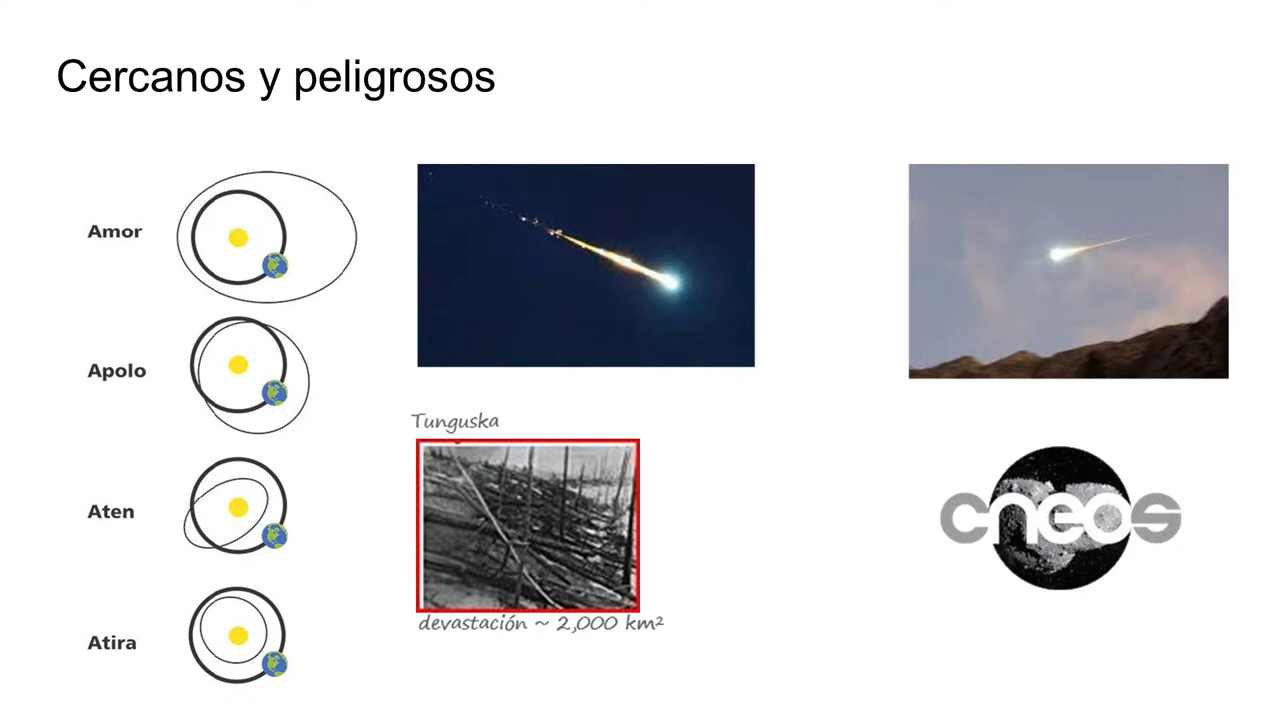 Cercanos y peligrosos
Amor
Apolo
Aten
Atira
Tunguska
devastación ~ 2,000 km²
cneos